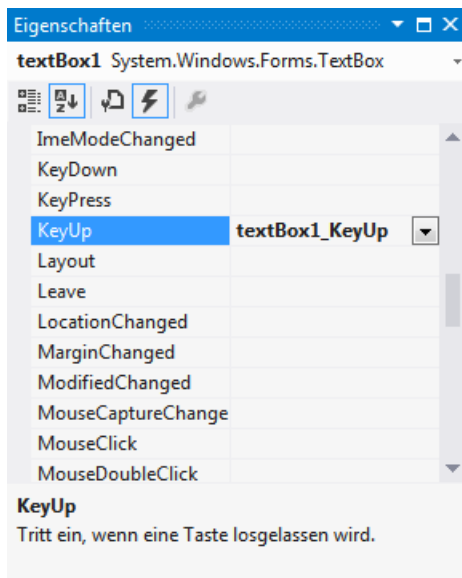 Eigenschaften
textBox1 System.Windows.Forms.TextBox
ImeModeChanged
KeyDown
KeyPress
KeyUp textBox1_KeyUp
Layout
Leave
LocationChanged
MarginChanged
ModifiedChanged
MouseCaptureChange
MouseClick
MouseDoubleClick
KeyUp
Tritt ein, wenn eine Taste losgelassen wird.